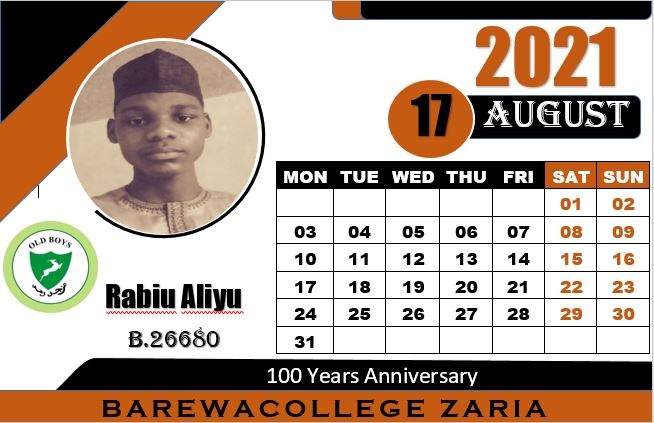 2021
17 AUGUST
MON TUE WED THU FRI SAT SUN
01 02
03 04 05 06 07 08 09
10 11 12 13 14 15 16
17 18 19 20 21 22 23
24 25 26 27 28 29 30
31
OLD BOYS
Rabiu Aliyu
B.26680
100 Years Anniversary
BAREWACOLLEGE ZARIA